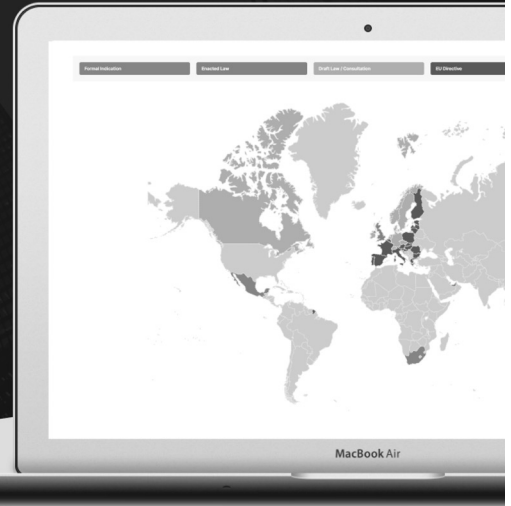 Formal Indication
Enacted Law
Draft Law / Consultation
EU Directive
MacBook Air